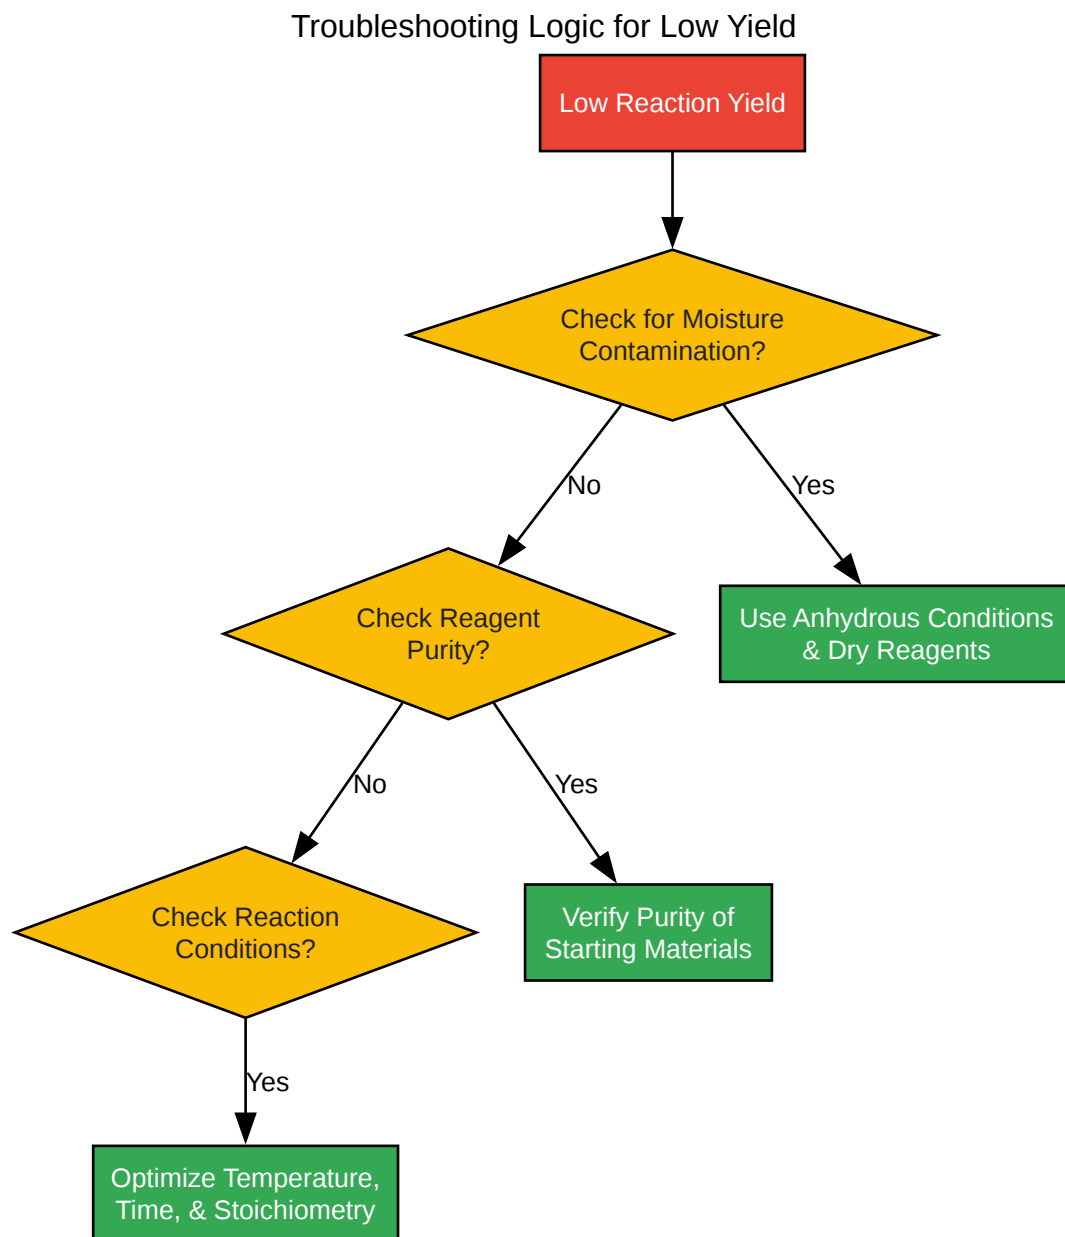 Troubleshooting Logic for Low Yield
Low Reaction Yield
Check for Moisture
Contamination?
No
Yes
Check Reagent
Purity?
Use Anhydrous Conditions
& Dry Reagents
No
Yes
Check Reaction
Conditions?
Verify Purity of
Starting Materials
Yes
Optimize Temperature,
Time, & Stoichiometry